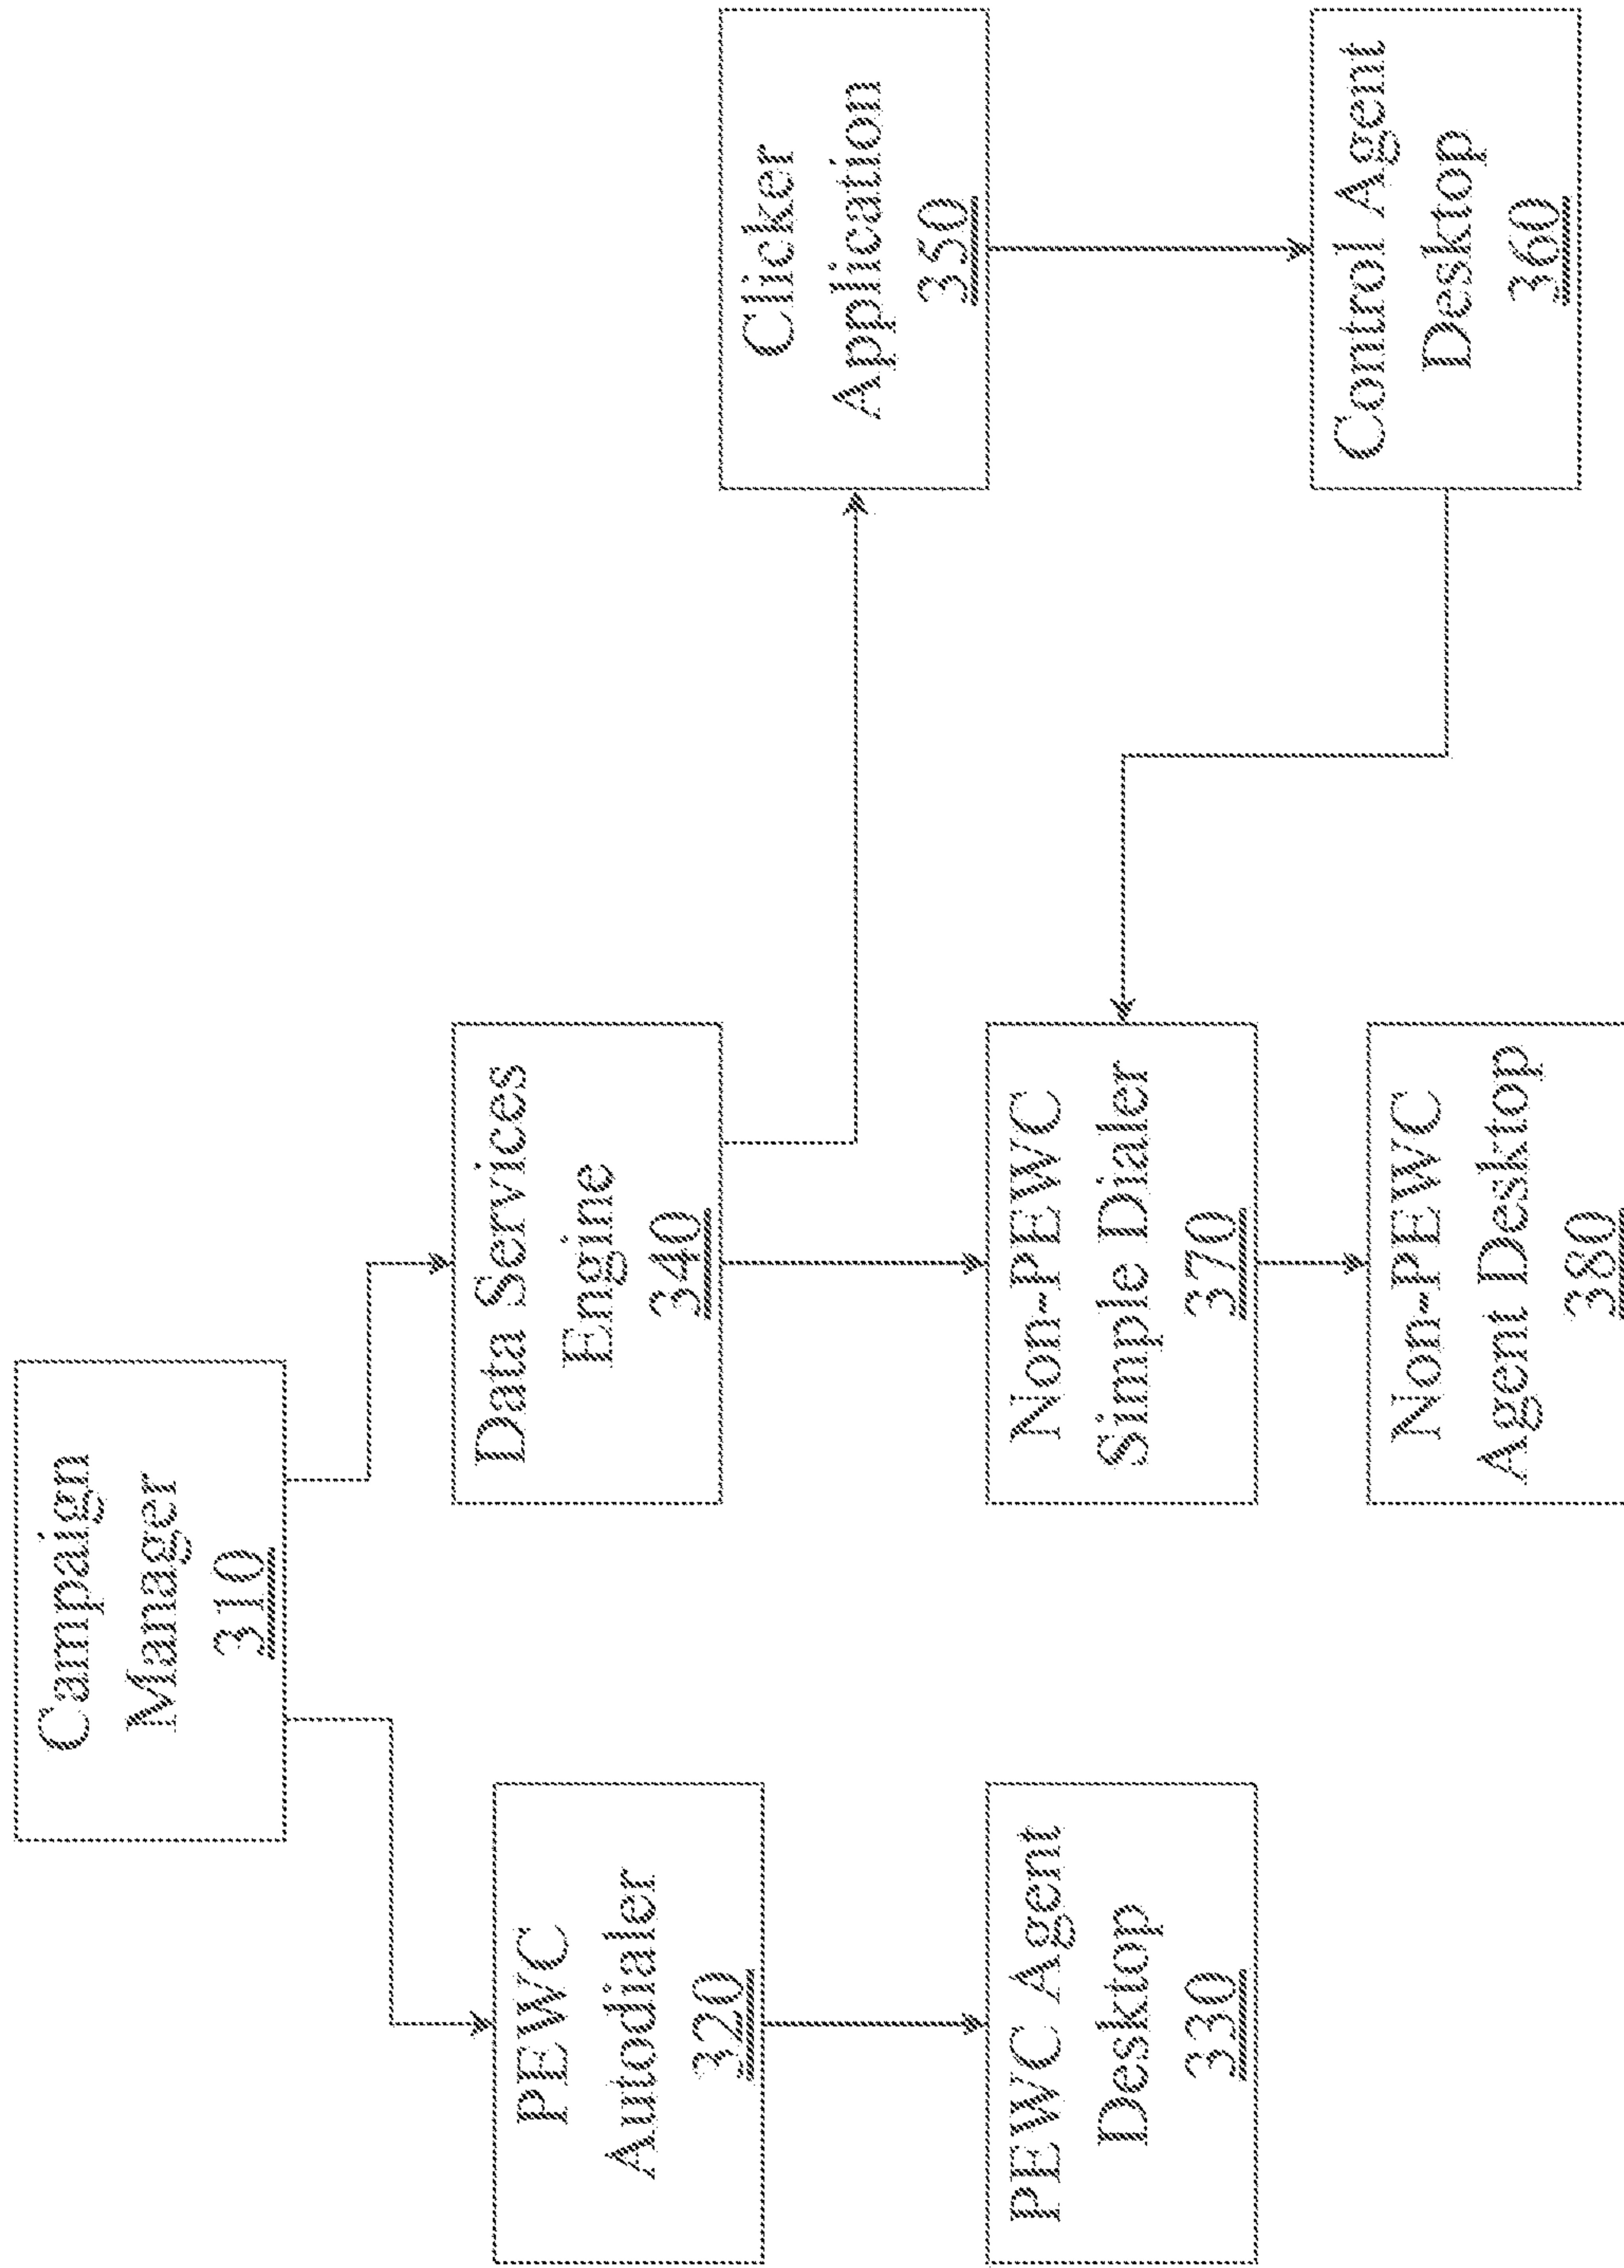 Campaign
Manager
310
PEWC
Autodialer
320
PEWC Agent
Desktop
330
Data Services
Engine
340
Clicker
Application
350
Control Agent
Desktop
360
Non-PEWC
Simple Dialer
370
Non-PEWC
Agent Desktop
380